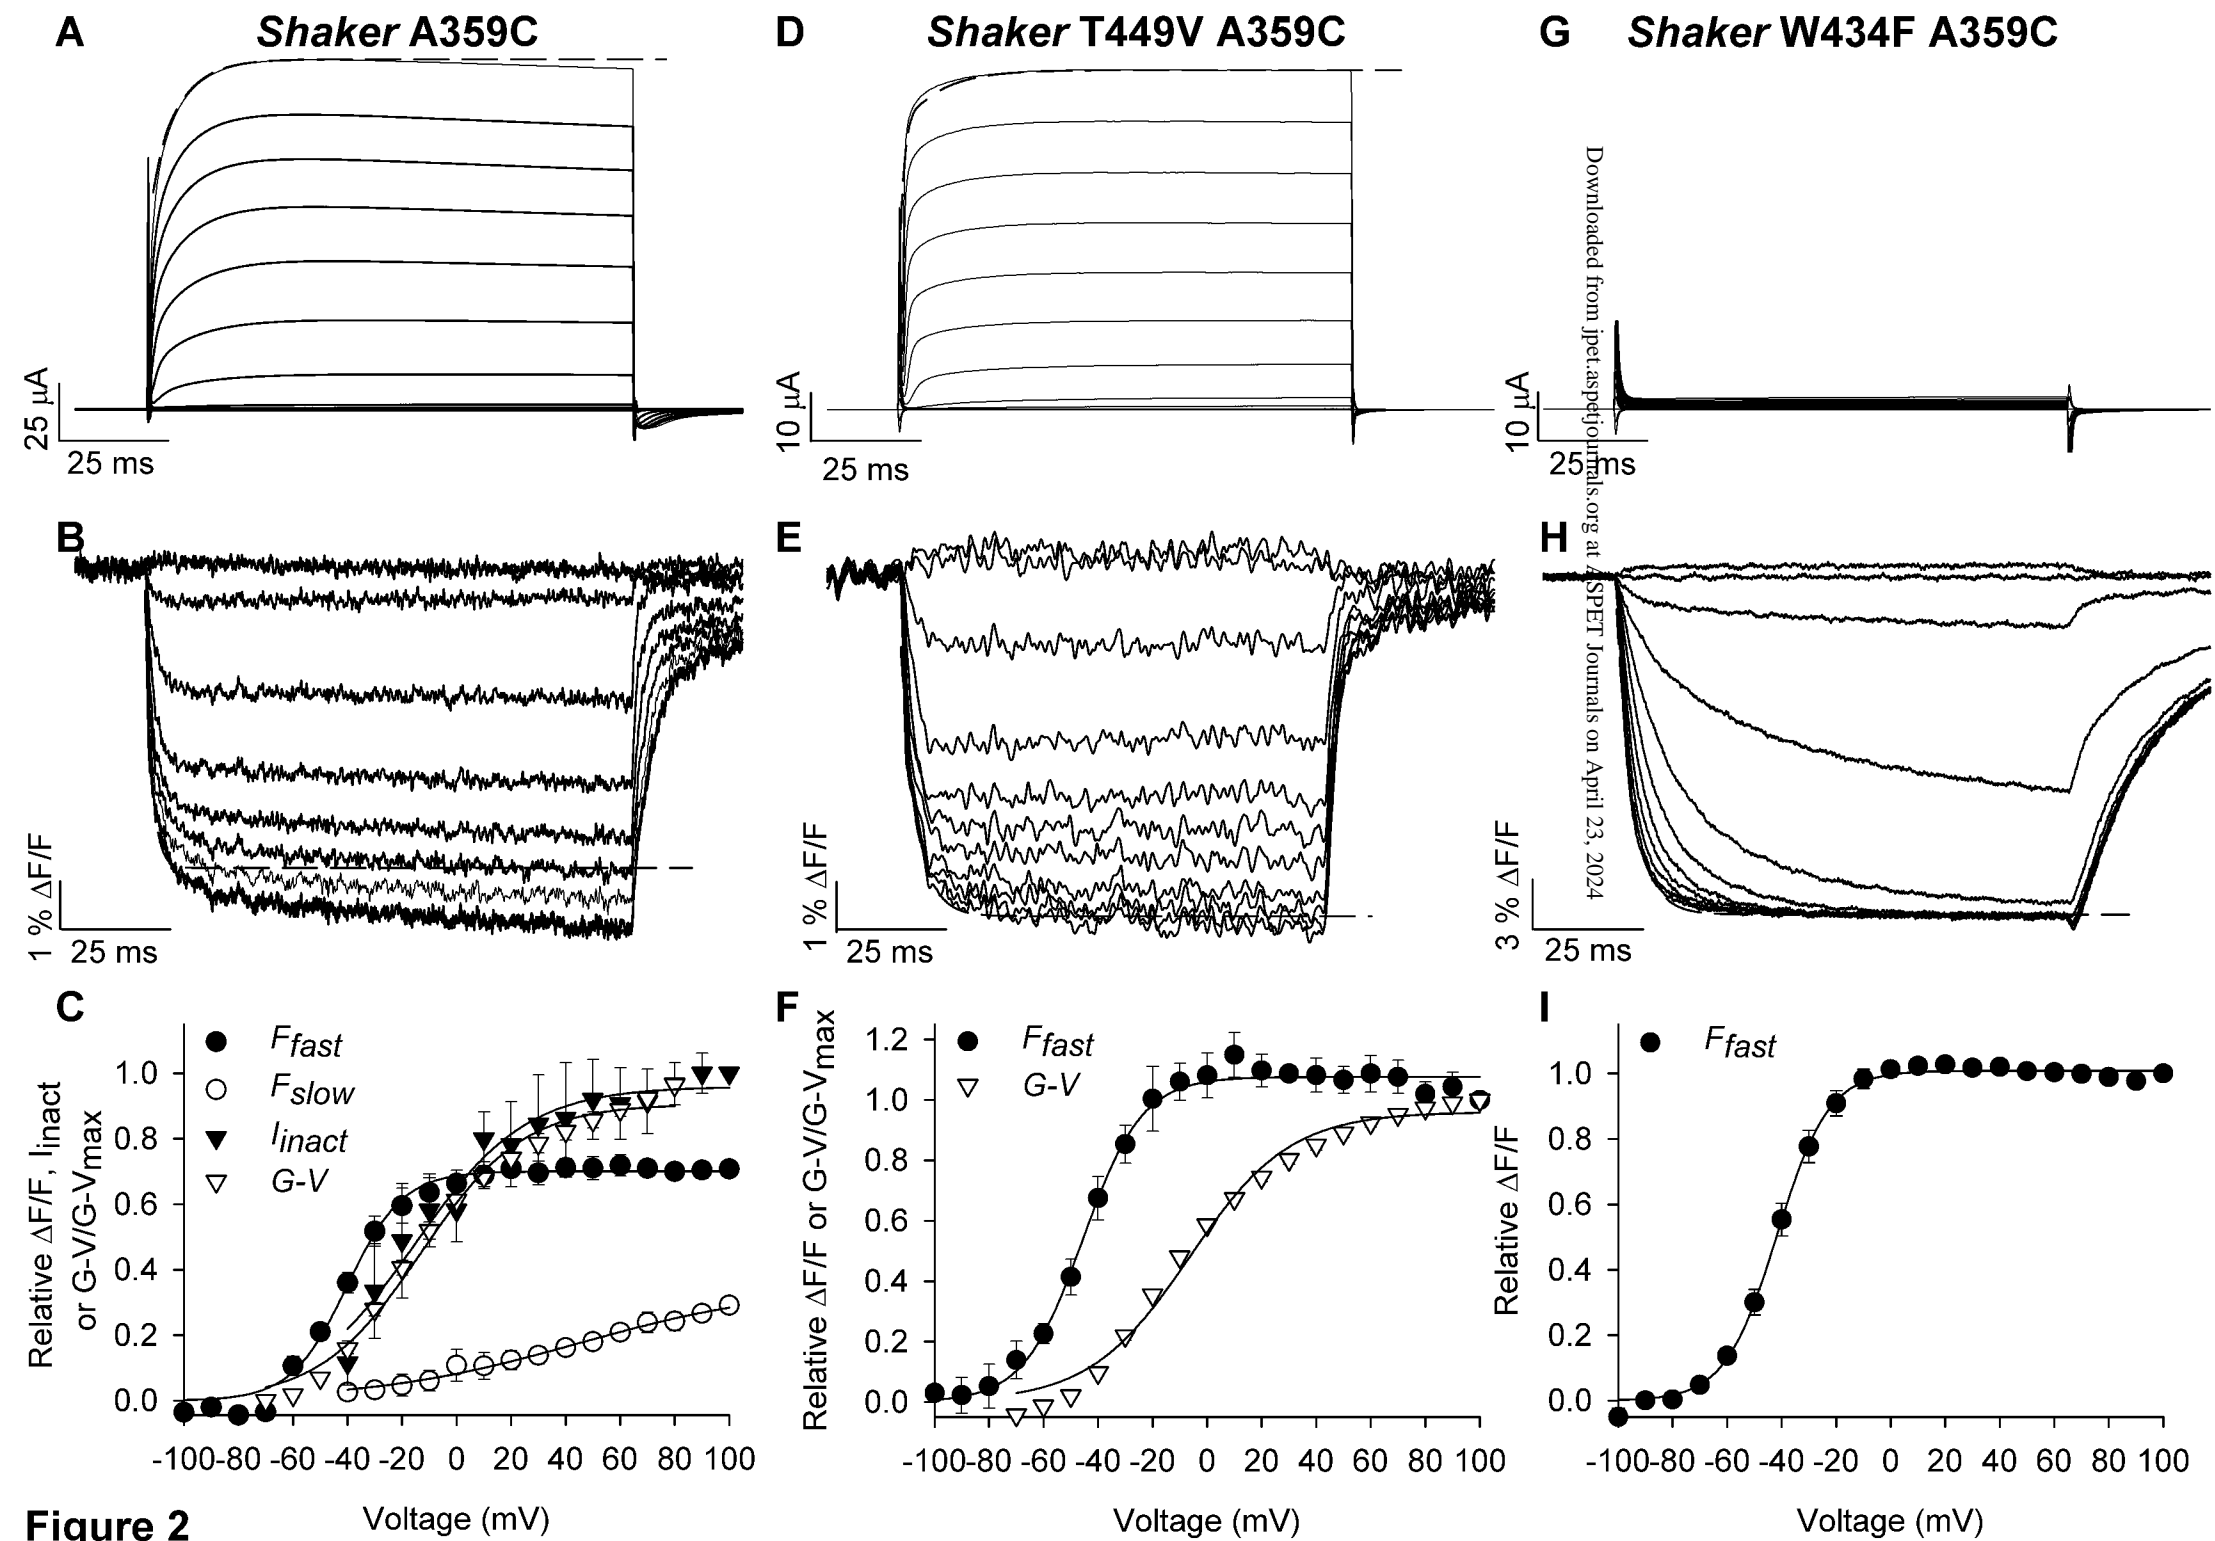 A
Shaker A359C
25 µA
25 ms
B
1 % ΔF/F
25 ms
C
Ffast
Fslow
Iinact
G-V
Relative ΔF/F, Iinact
or G-V/G-Vmax
1.0
0.8
0.6
0.4
0.2
0.0
-100 -80 -60 -40 -20 0 20 40 60 80 100
Voltage (mV)
D
Shaker T449V A359C
10 µA
25 ms
E
1 % ΔF/F
25 ms
F
Ffast
G-V
Relative ΔF/F or G-V/G-Vmax
1.2
1.0
0.8
0.6
0.4
0.2
0.0
-100 -80 -60 -40 -20 0 20 40 60 80 100
Voltage (mV)
G
Shaker W434F A359C
10 µA
25 ms
H
3 % ΔF/F
25 ms
I
Ffast
Relative ΔF/F
1.0
0.8
0.6
0.4
0.2
0.0
-100 -80 -60 -40 -20 0 20 40 60 80 100
Voltage (mV)
Downloaded from jpet.aspetjournals.org at ASPET Journals on April 23, 2024
Figure 2